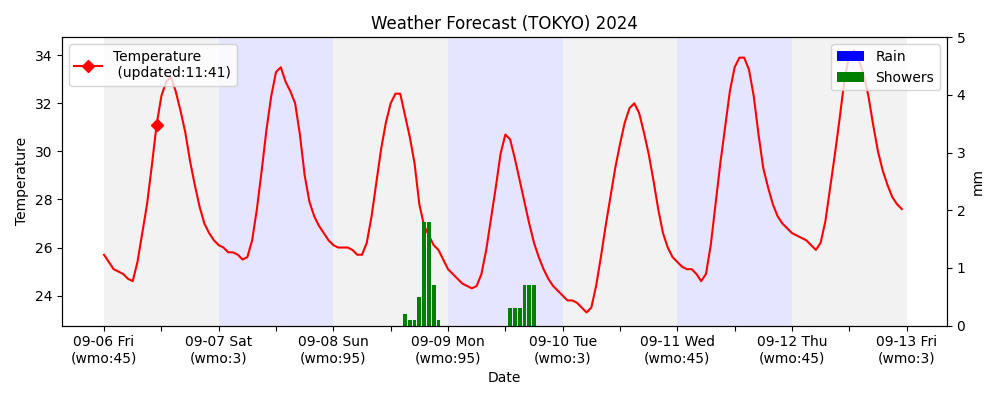 Weather Forecast (TOKYO) 2024
Temperature
(updated:11:41)
Rain
Showers
34
32
30
28
26
24
Temperature
5
4
3
2
1
0
mm
09-06 Fri
(wmo:45)
09-07 Sat
(wmo:3)
09-08 Sun
(wmo:95)
09-09 Mon
(wmo:95)
09-10 Tue
(wmo:3)
09-11 Wed
(wmo:45)
09-12 Thu
(wmo:45)
09-13 Fri
(wmo:3)
Date